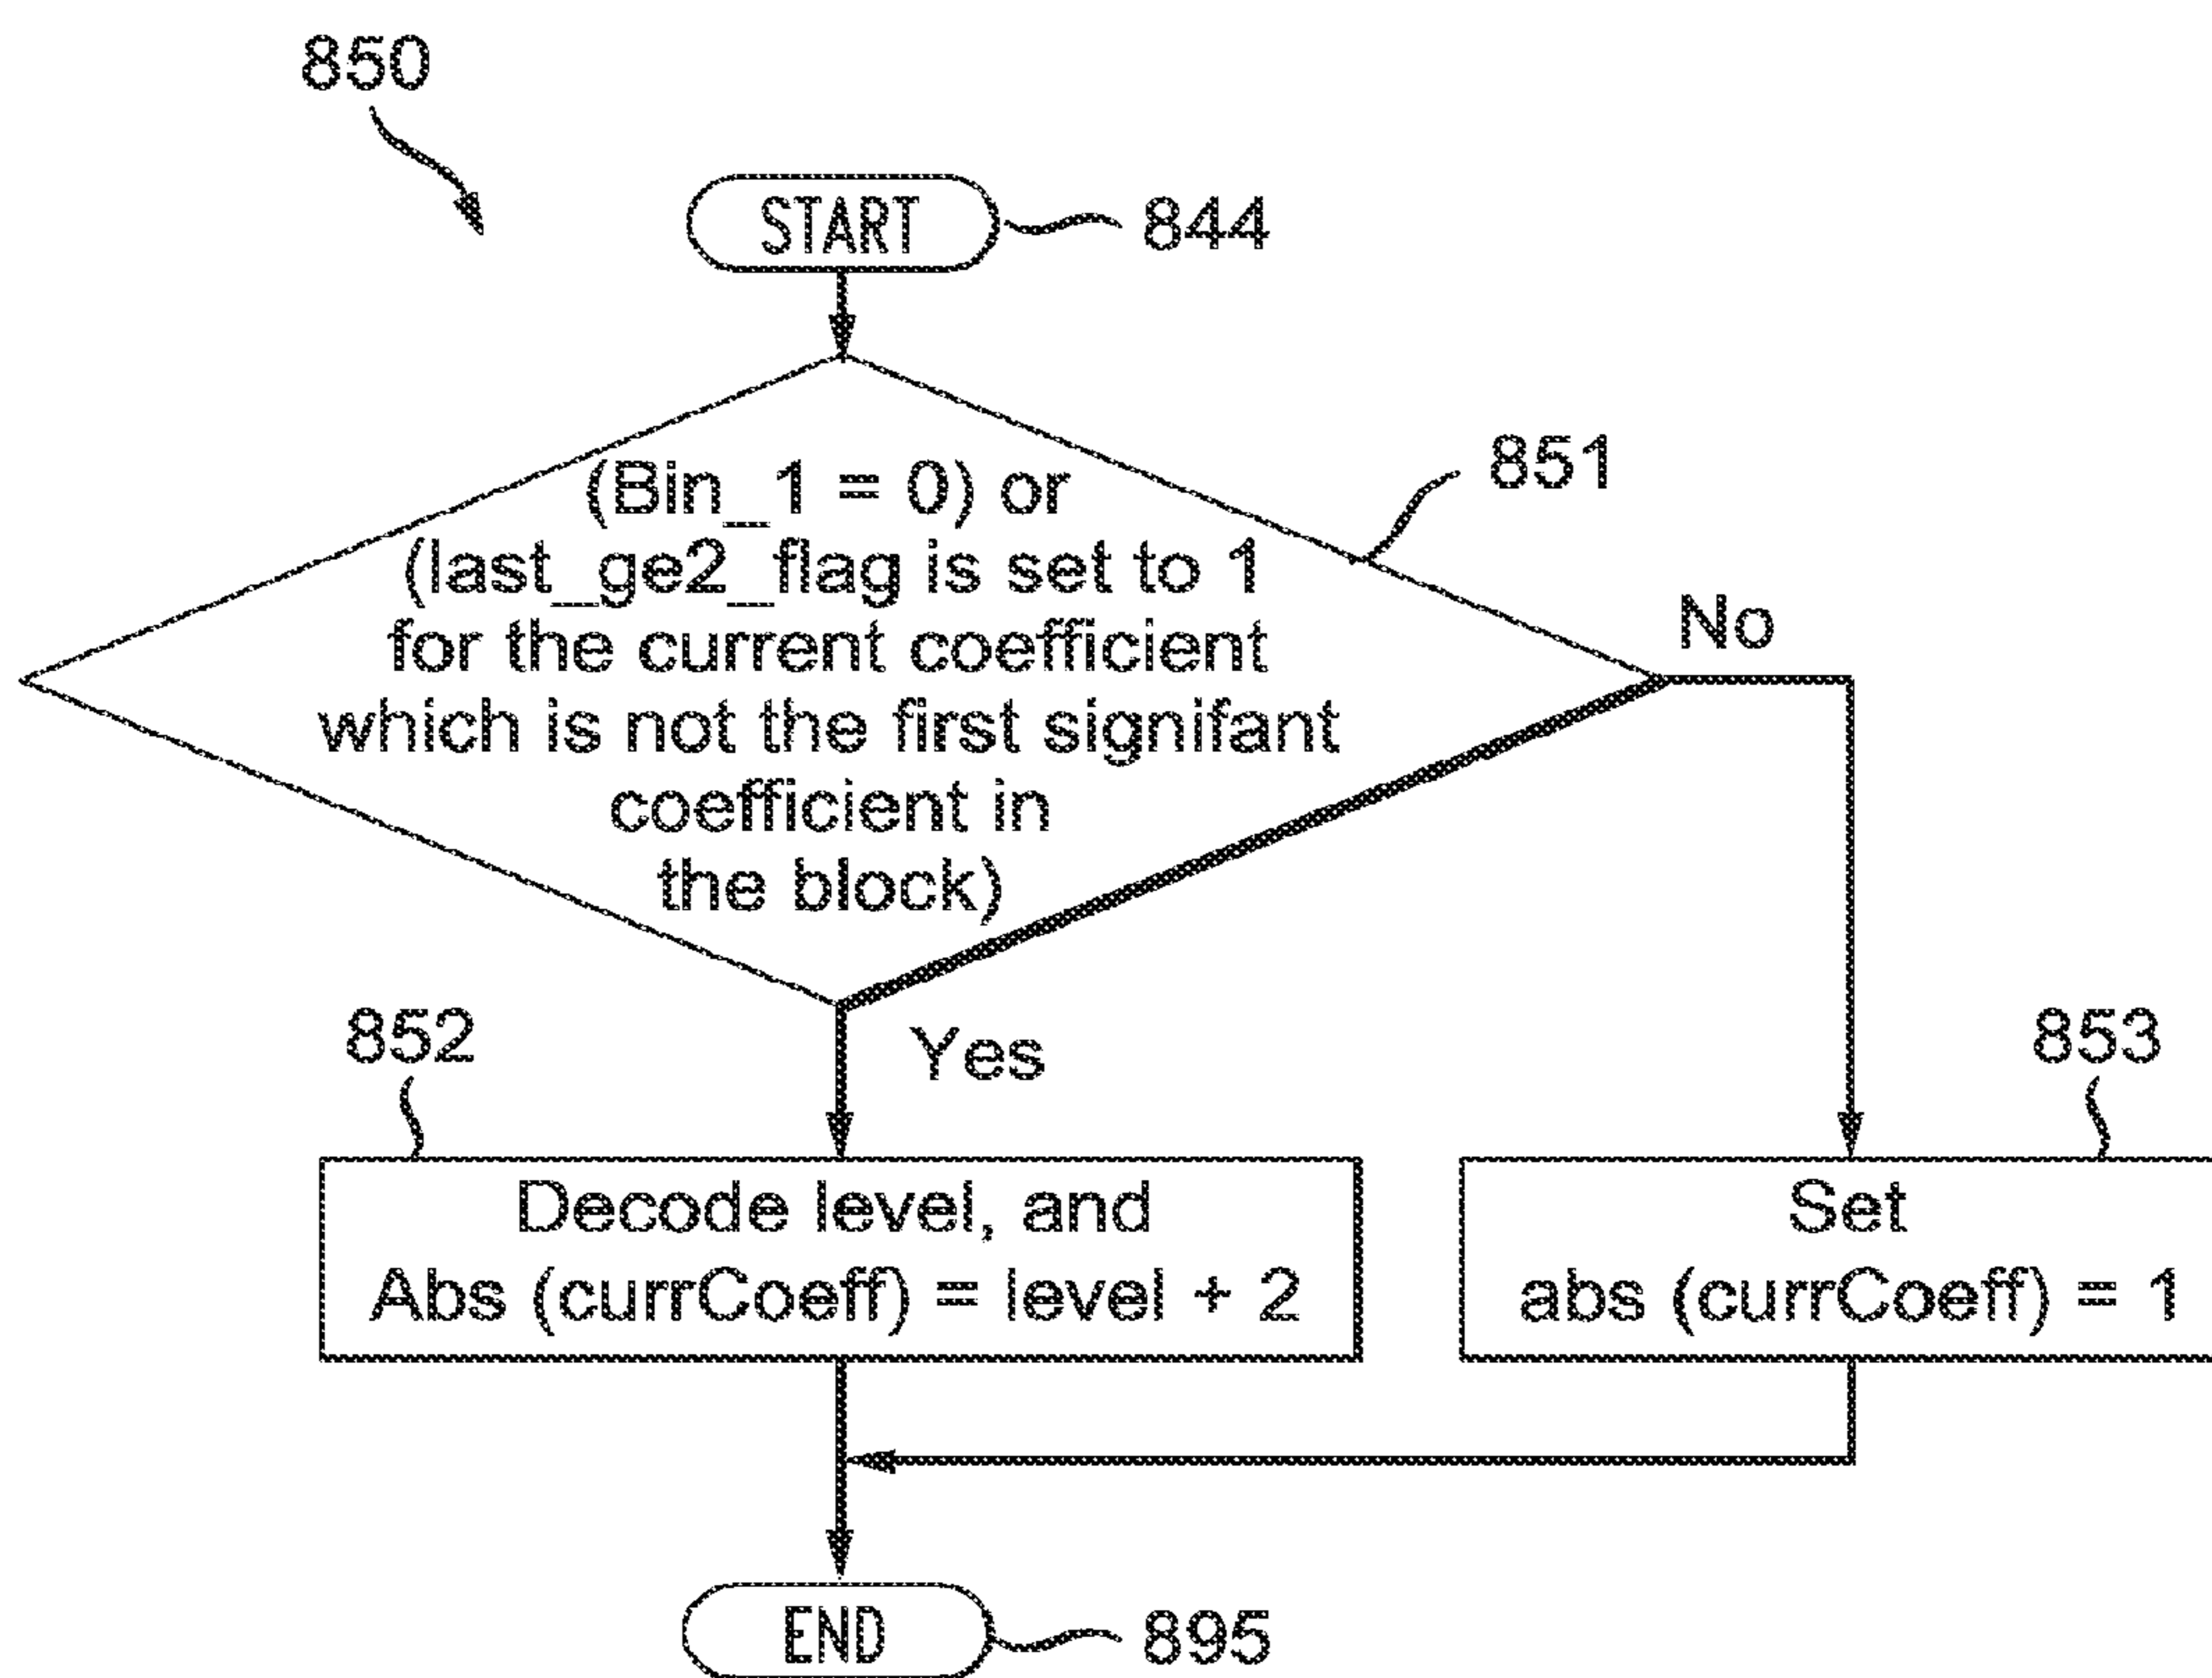 850
START
844
(Bin_1 = 0) or
(last_ge2_flag is set to 1
for the current coefficient
which is not the first signifant
coefficient in
the block)
851
No
Yes
852
853
Decode level, and
Abs (currCoeff) = level + 2
Set
abs (currCoeff) = 1
END
895